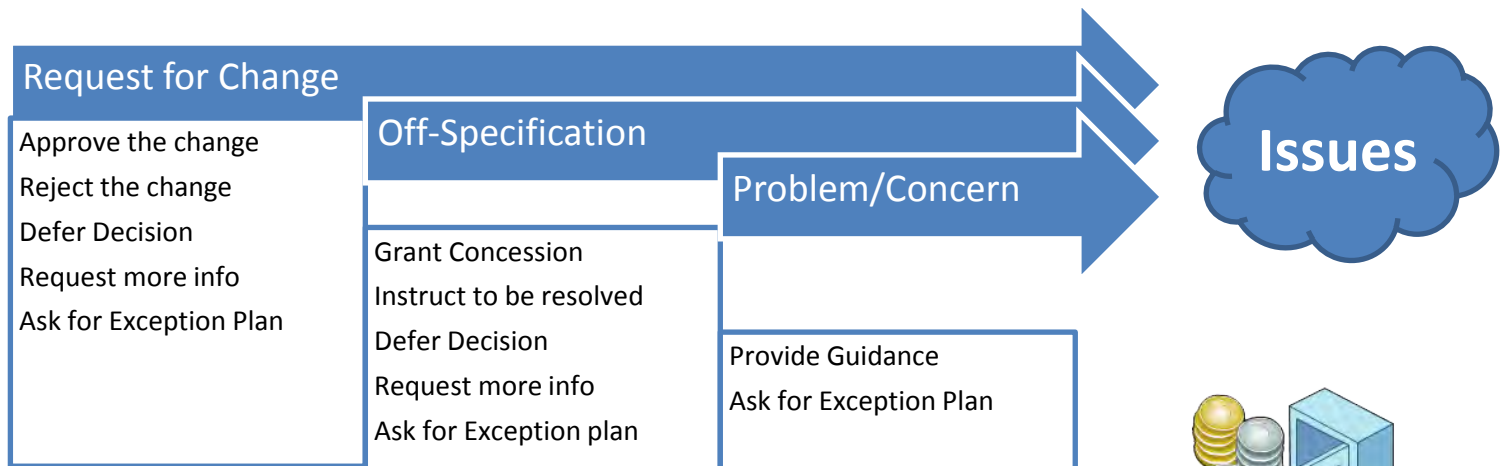 Request for Change
Approve the change
Reject the change
Defer Decision
Request more info
Ask for Exception Plan
Off-Specification
Grant Concession
Instruct to be resolved
Defer Decision
Request more info
Ask for Exception plan
Problem/Concern
Provide Guidance
Ask for Exception Plan
Issues